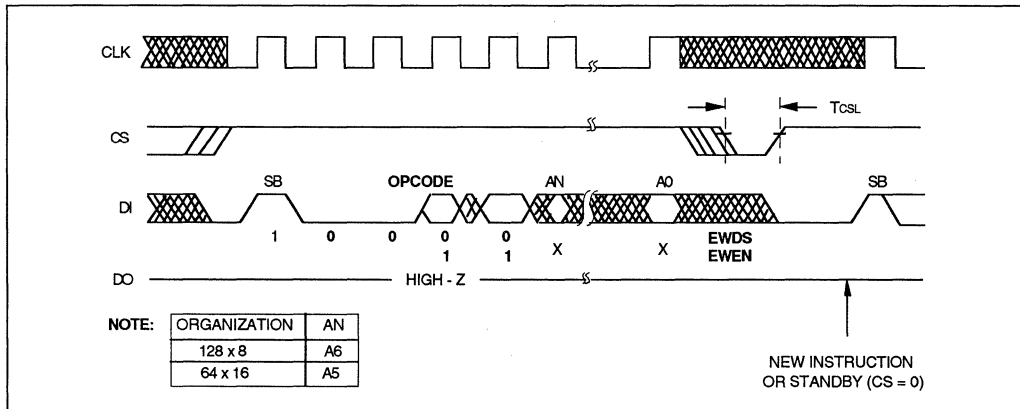 CLK
TCSL
CS
SB OPCODE AN A0 SB
DI
1 0 0 0 0 X X EWDS
1 1 EWEN
DO HIGH - Z
NOTE: ORGANIZATION AN
128 x 8 A6
64 x 16 A5
NEW INSTRUCTION
OR STANDBY (CS = 0)